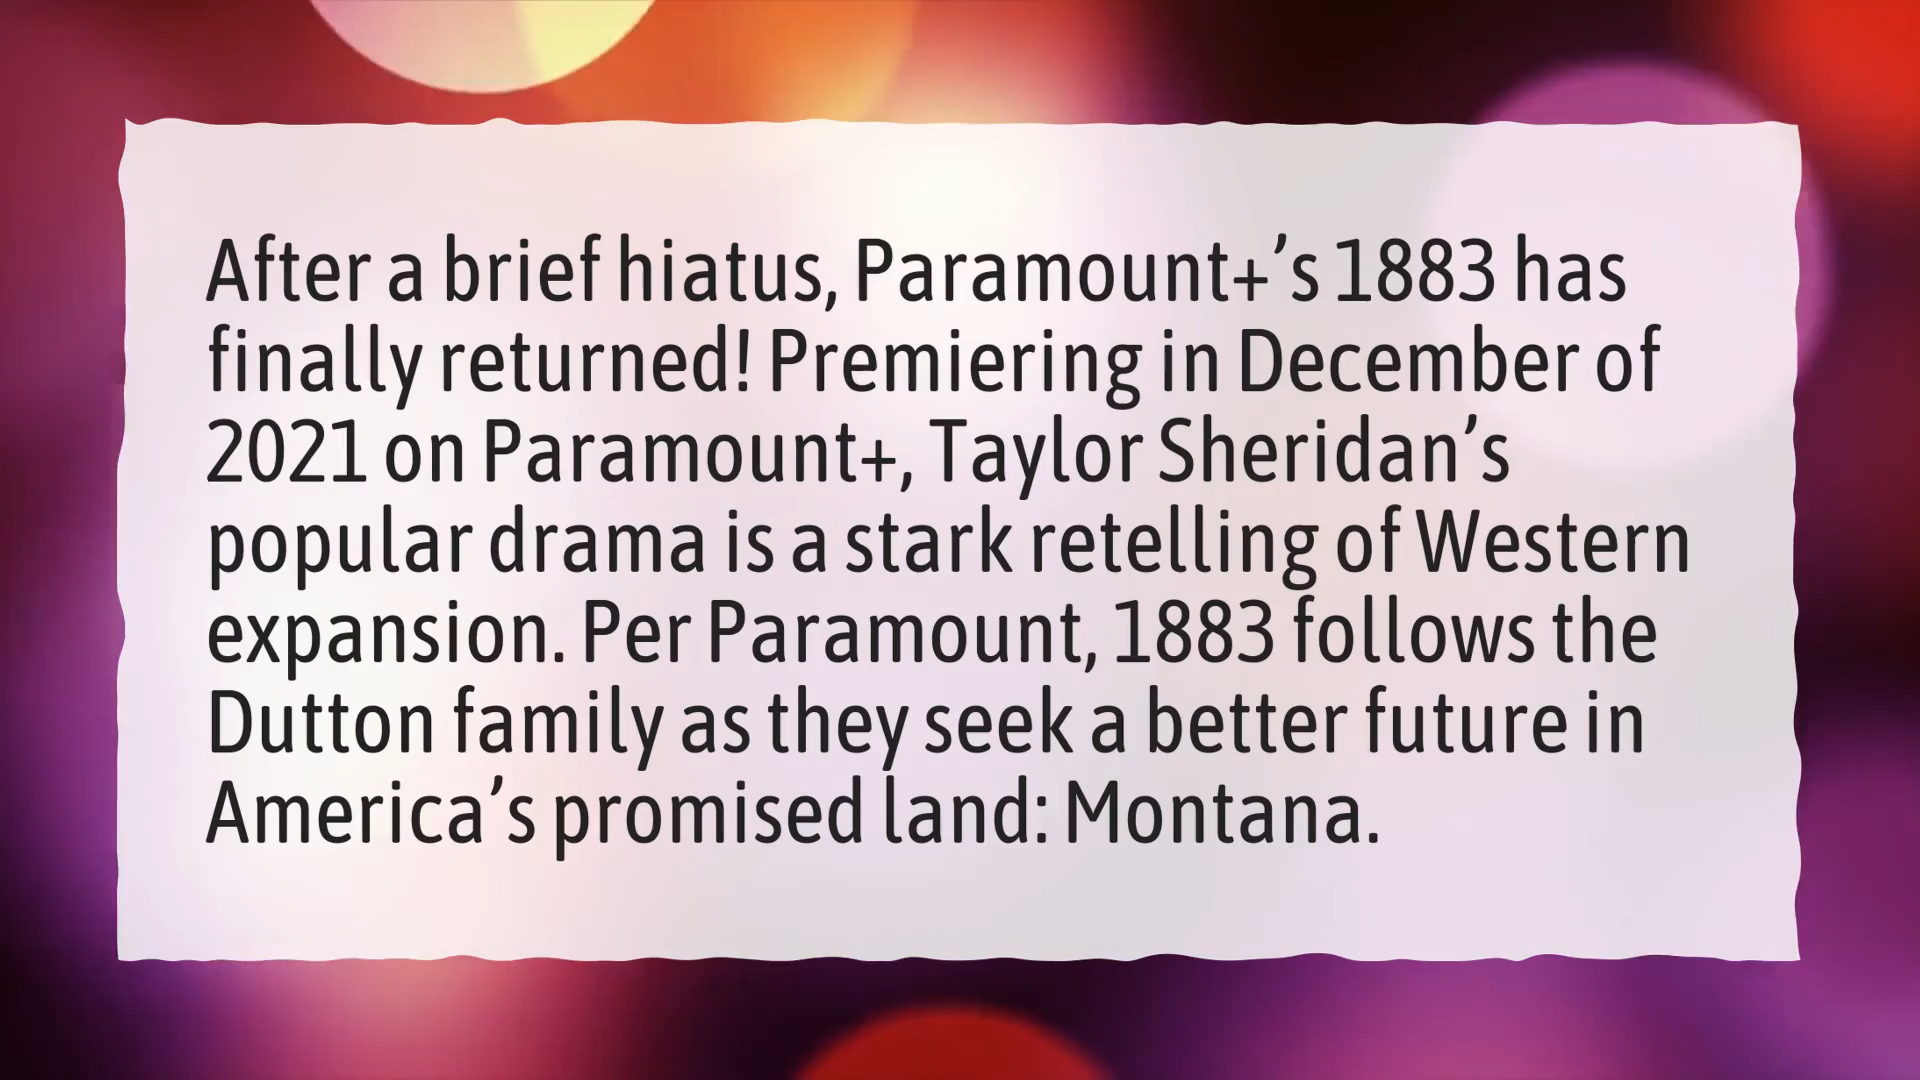 After a brief hiatus, Paramount+’s 1883 has
finally returned! Premiering in December of
2021 on Paramount+, Taylor Sheridan’s
popular drama is a stark retelling of Western
expansion. Per Paramount, 1883 follows the
Dutton family as they seek a better future in
America’s promised land: Montana.